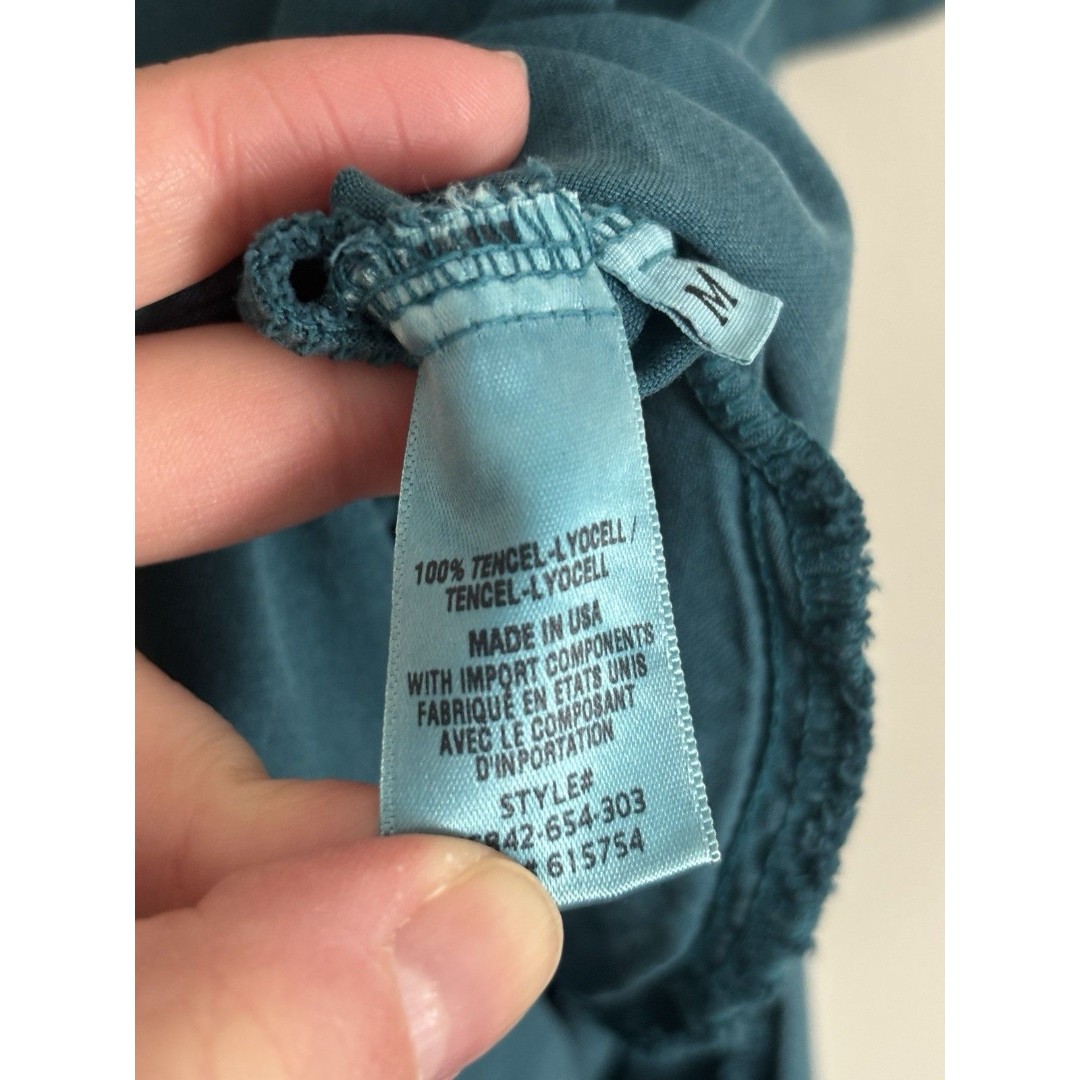 M
100% TENCEL-LYOCELL /
TENCEL-LYOCELL
MADE IN USA
WITH IMPORT COMPONENTS
FABRIQUÉ EN ETATS UNIS
AVEC LE COMPOSANT
D'INPORTATION
STYLE#
842-654-303
# 615754